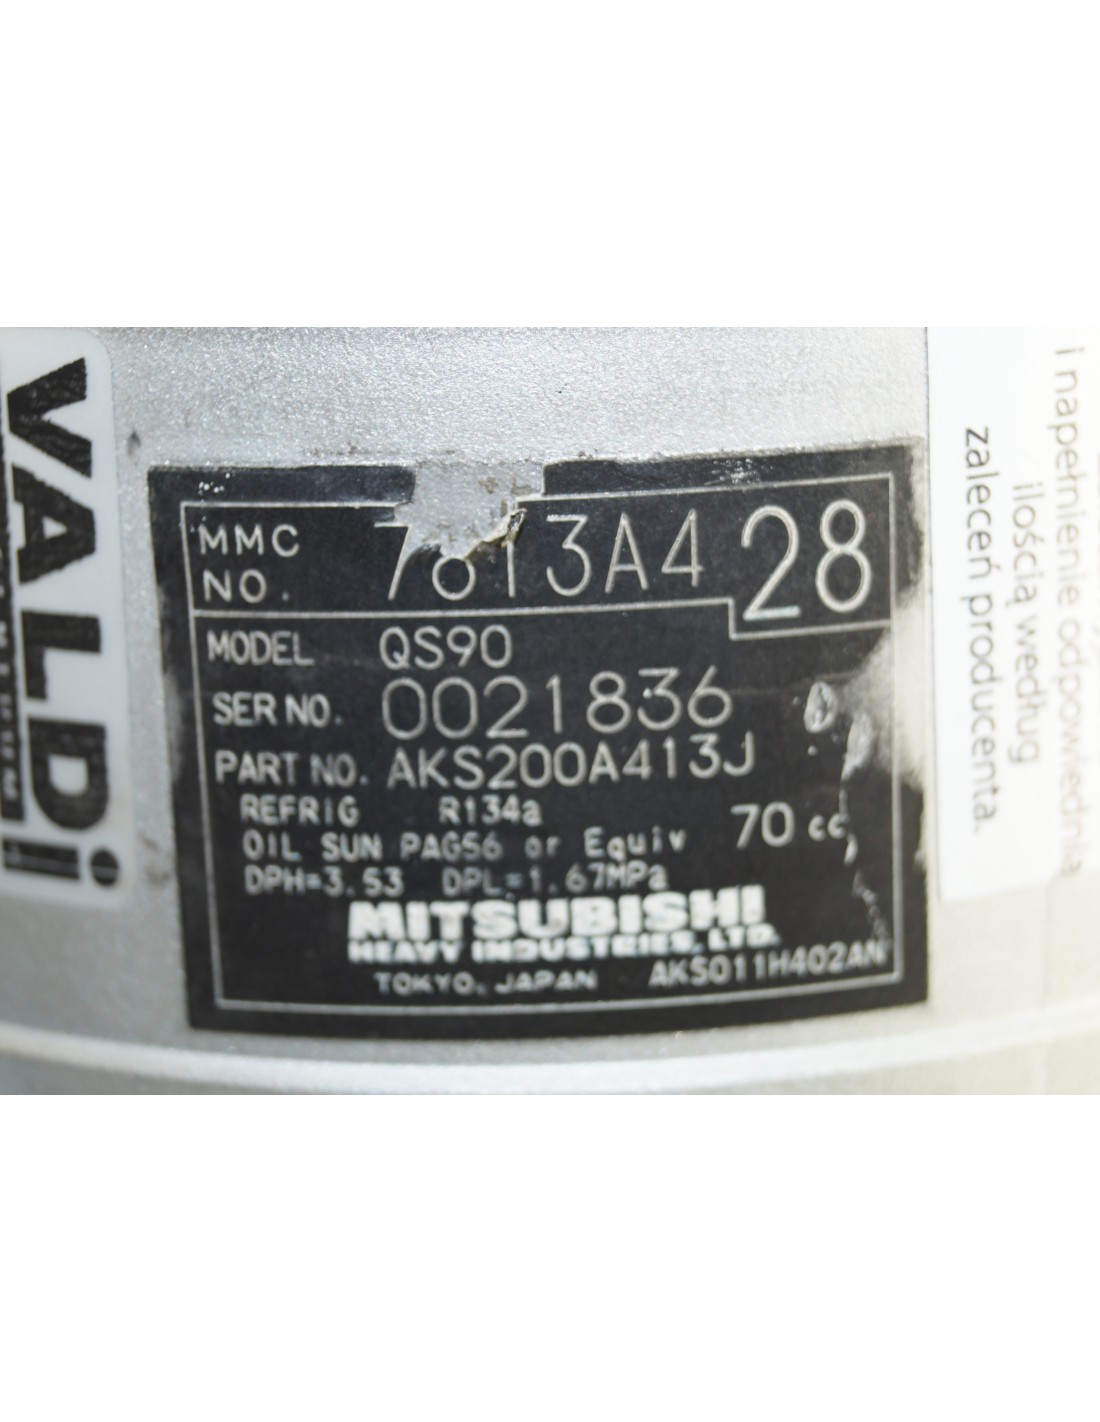 VALDi
MMC NO. 7813A428
MODEL QS90
SER NO. 0021836
PART NO. AKS200A413J
REFRIG R134a
OIL SUN PAG56 or Equiv 70 cc
DPH=3.53 DPL=1.67MPa
MITSUBISHI
HEAVY INDUSTRIES, LTD.
TOKYO, JAPAN AKS011H402AN
i napełnienie odpowiednią
ilością według
zaleceń producenta.